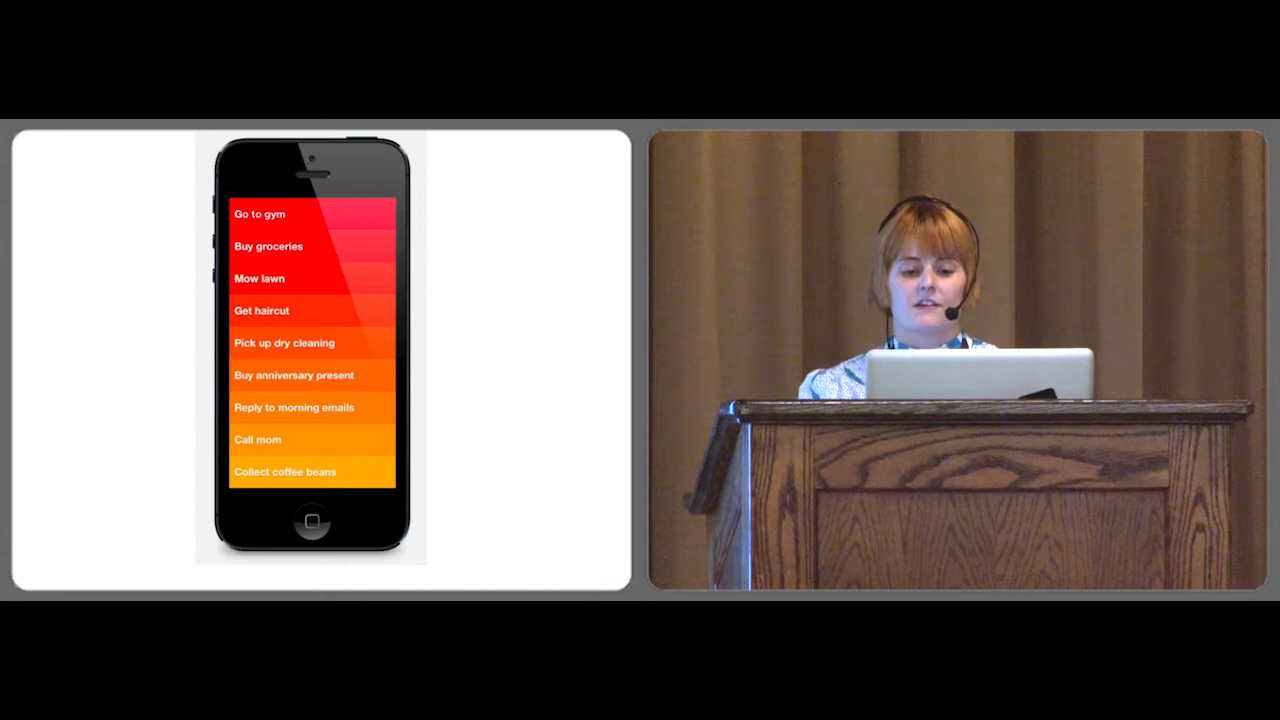 Go to gym
Buy groceries
Mow lawn
Get haircut
Pick up dry cleaning
Buy anniversary present
Reply to morning emails
Call mom
Collect coffee beans